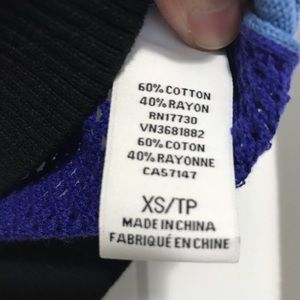 60% COTTON
40% RAYON
RN17730
VN3681882
60% COTON
40% RAYONNE
CA57147
XS/TP
MADE IN CHINA
FABRIQUÉ EN CHINE